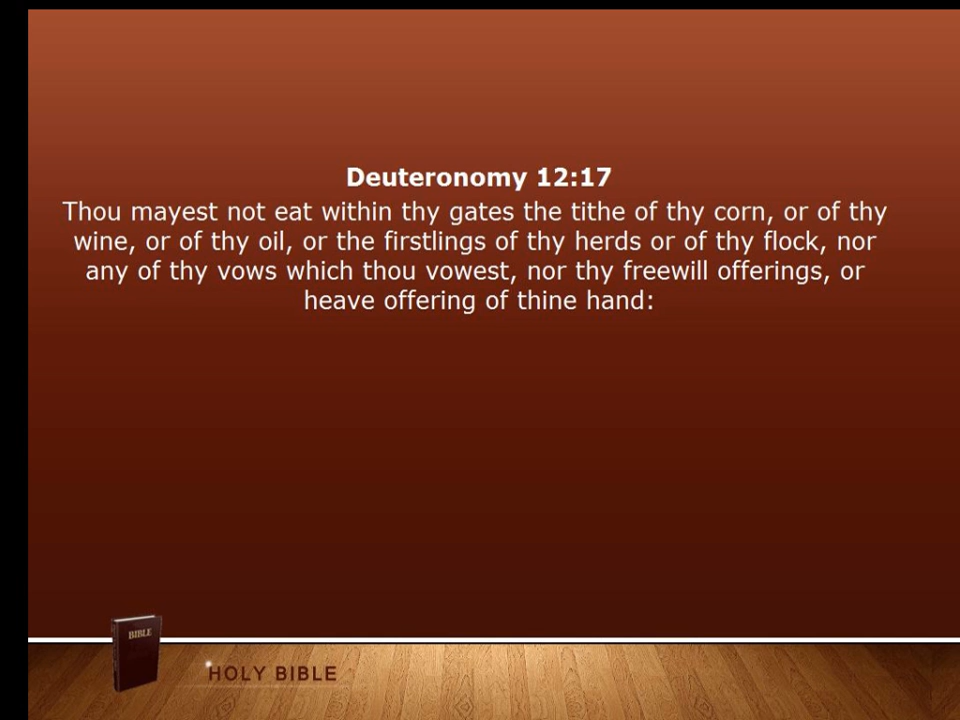 Deuteronomy 12:17
Thou mayest not eat within thy gates the tithe of thy corn, or of thy
wine, or of thy oil, or the firstlings of thy herds or of thy flock, nor
any of thy vows which thou vowest, nor thy freewill offerings, or
heave offering of thine hand:
BIBLE
HOLY BIBLE